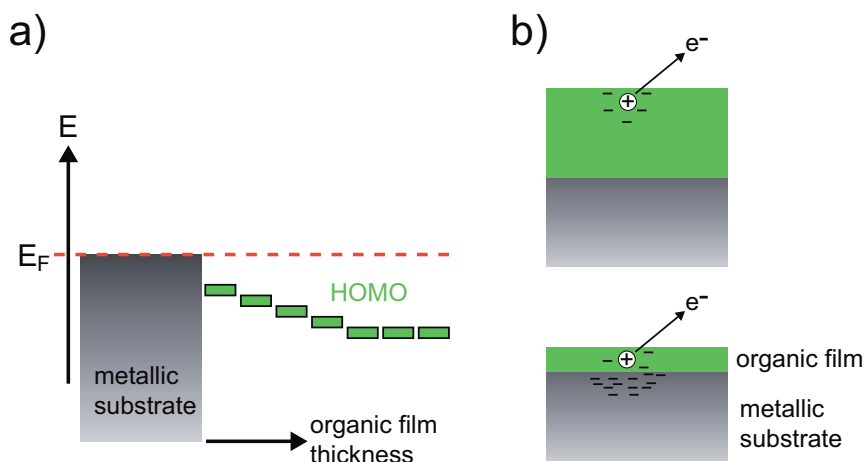 a)
E
E_F
HOMO
metallic
substrate
organic film
thickness
b)
e⁻
+
e⁻
+
organic film
metallic
substrate